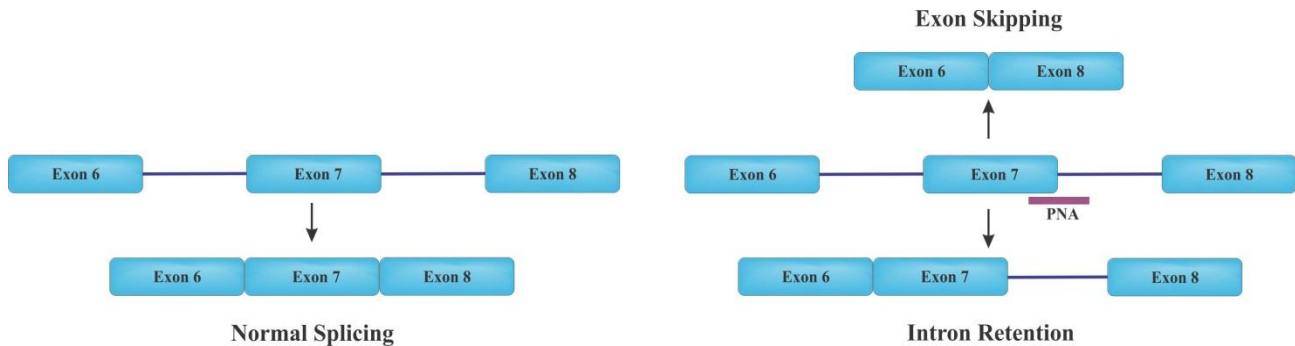 Exon Skipping
Exon 6 Exon 8
Exon 6 Exon 7 Exon 8
Exon 6 Exon 7 Exon 8
PNA
Exon 6 Exon 7 Exon 8
Exon 6 Exon 7 Exon 8
Normal Splicing
Intron Retention